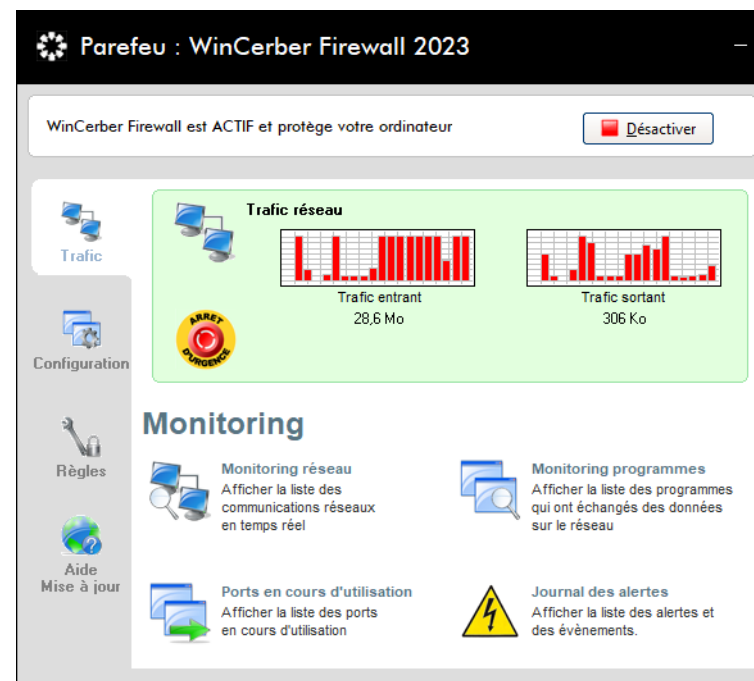 Parefeu : WinCerber Firewall 2023
WinCerber Firewall est ACTIF et protège votre ordinateur
Désactiver
Trafic
Configuration
Règles
Aide
Mise à jour
Trafic réseau
Trafic entrant
28,6 Mo
Trafic sortant
306 Ko
ARRET
D'URGENCE
Monitoring
Monitoring réseau
Afficher la liste des
communications réseaux
en temps réel
Monitoring programmes
Afficher la liste des programmes
qui ont échangés des données
sur le réseau
Ports en cours d'utilisation
Afficher la liste des ports
en cours d'utilisation
Journal des alertes
Afficher la liste des alertes et
des évènements.